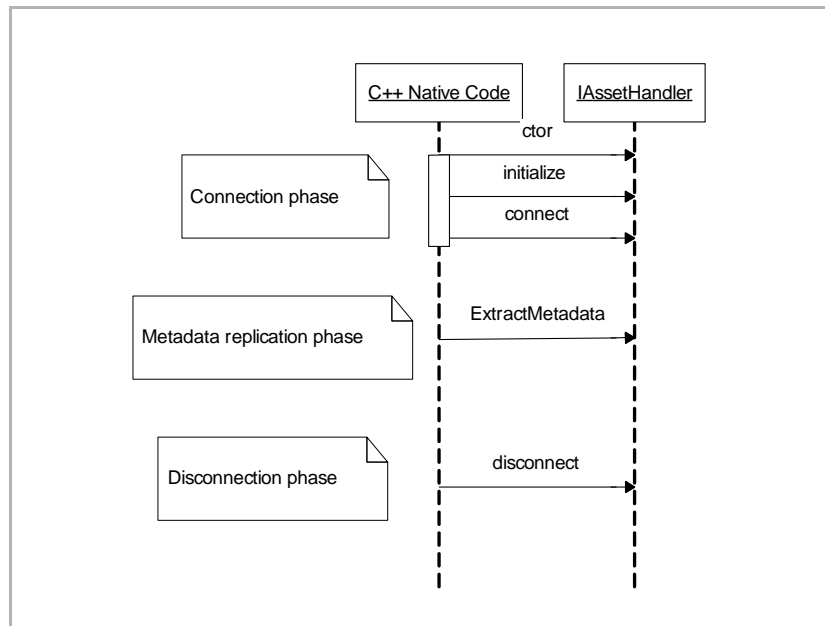 C++ Native Code
IAssetHandler
ctor
Connection phase
initialize
connect
Metadata replication phase
ExtractMetadata
Disconnection phase
disconnect